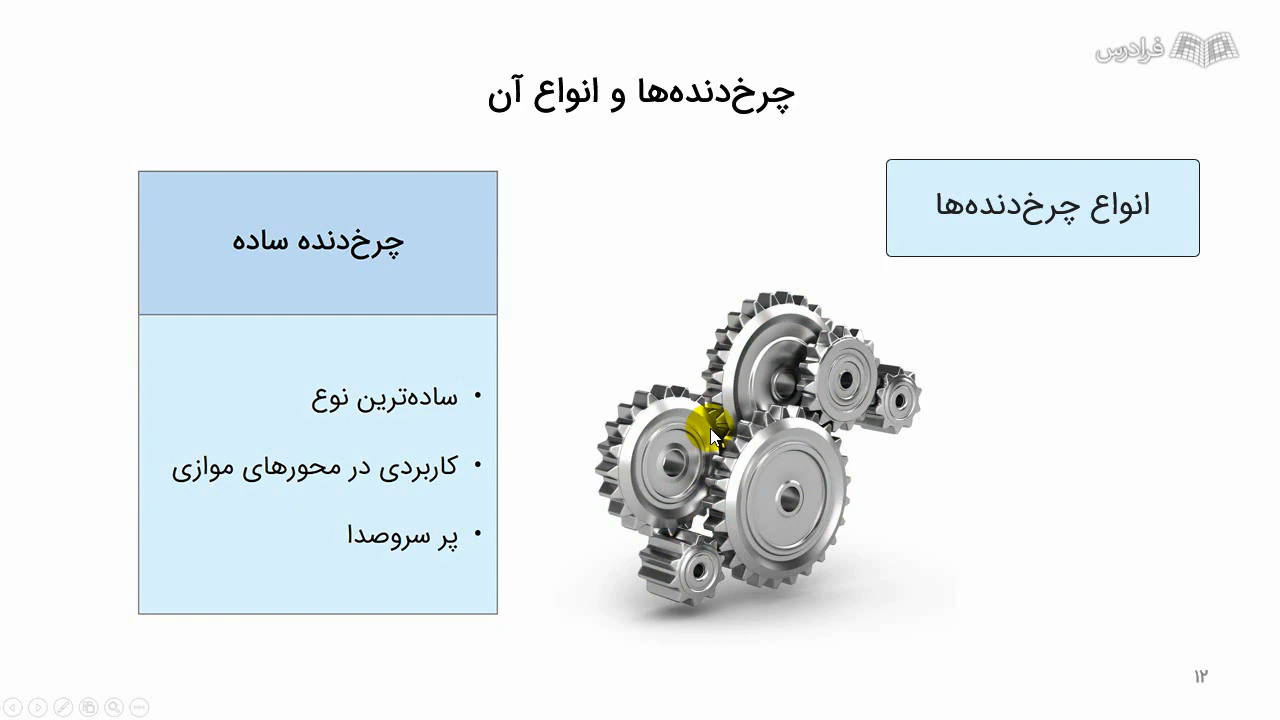 فرادرس
چرخ‌دنده‌ها و انواع آن
انواع چرخ‌دنده‌ها
چرخ‌دنده ساده
• ساده‌ترین نوع
• کاربردی در محورهای موازی
• پر سروصدا
۱۲